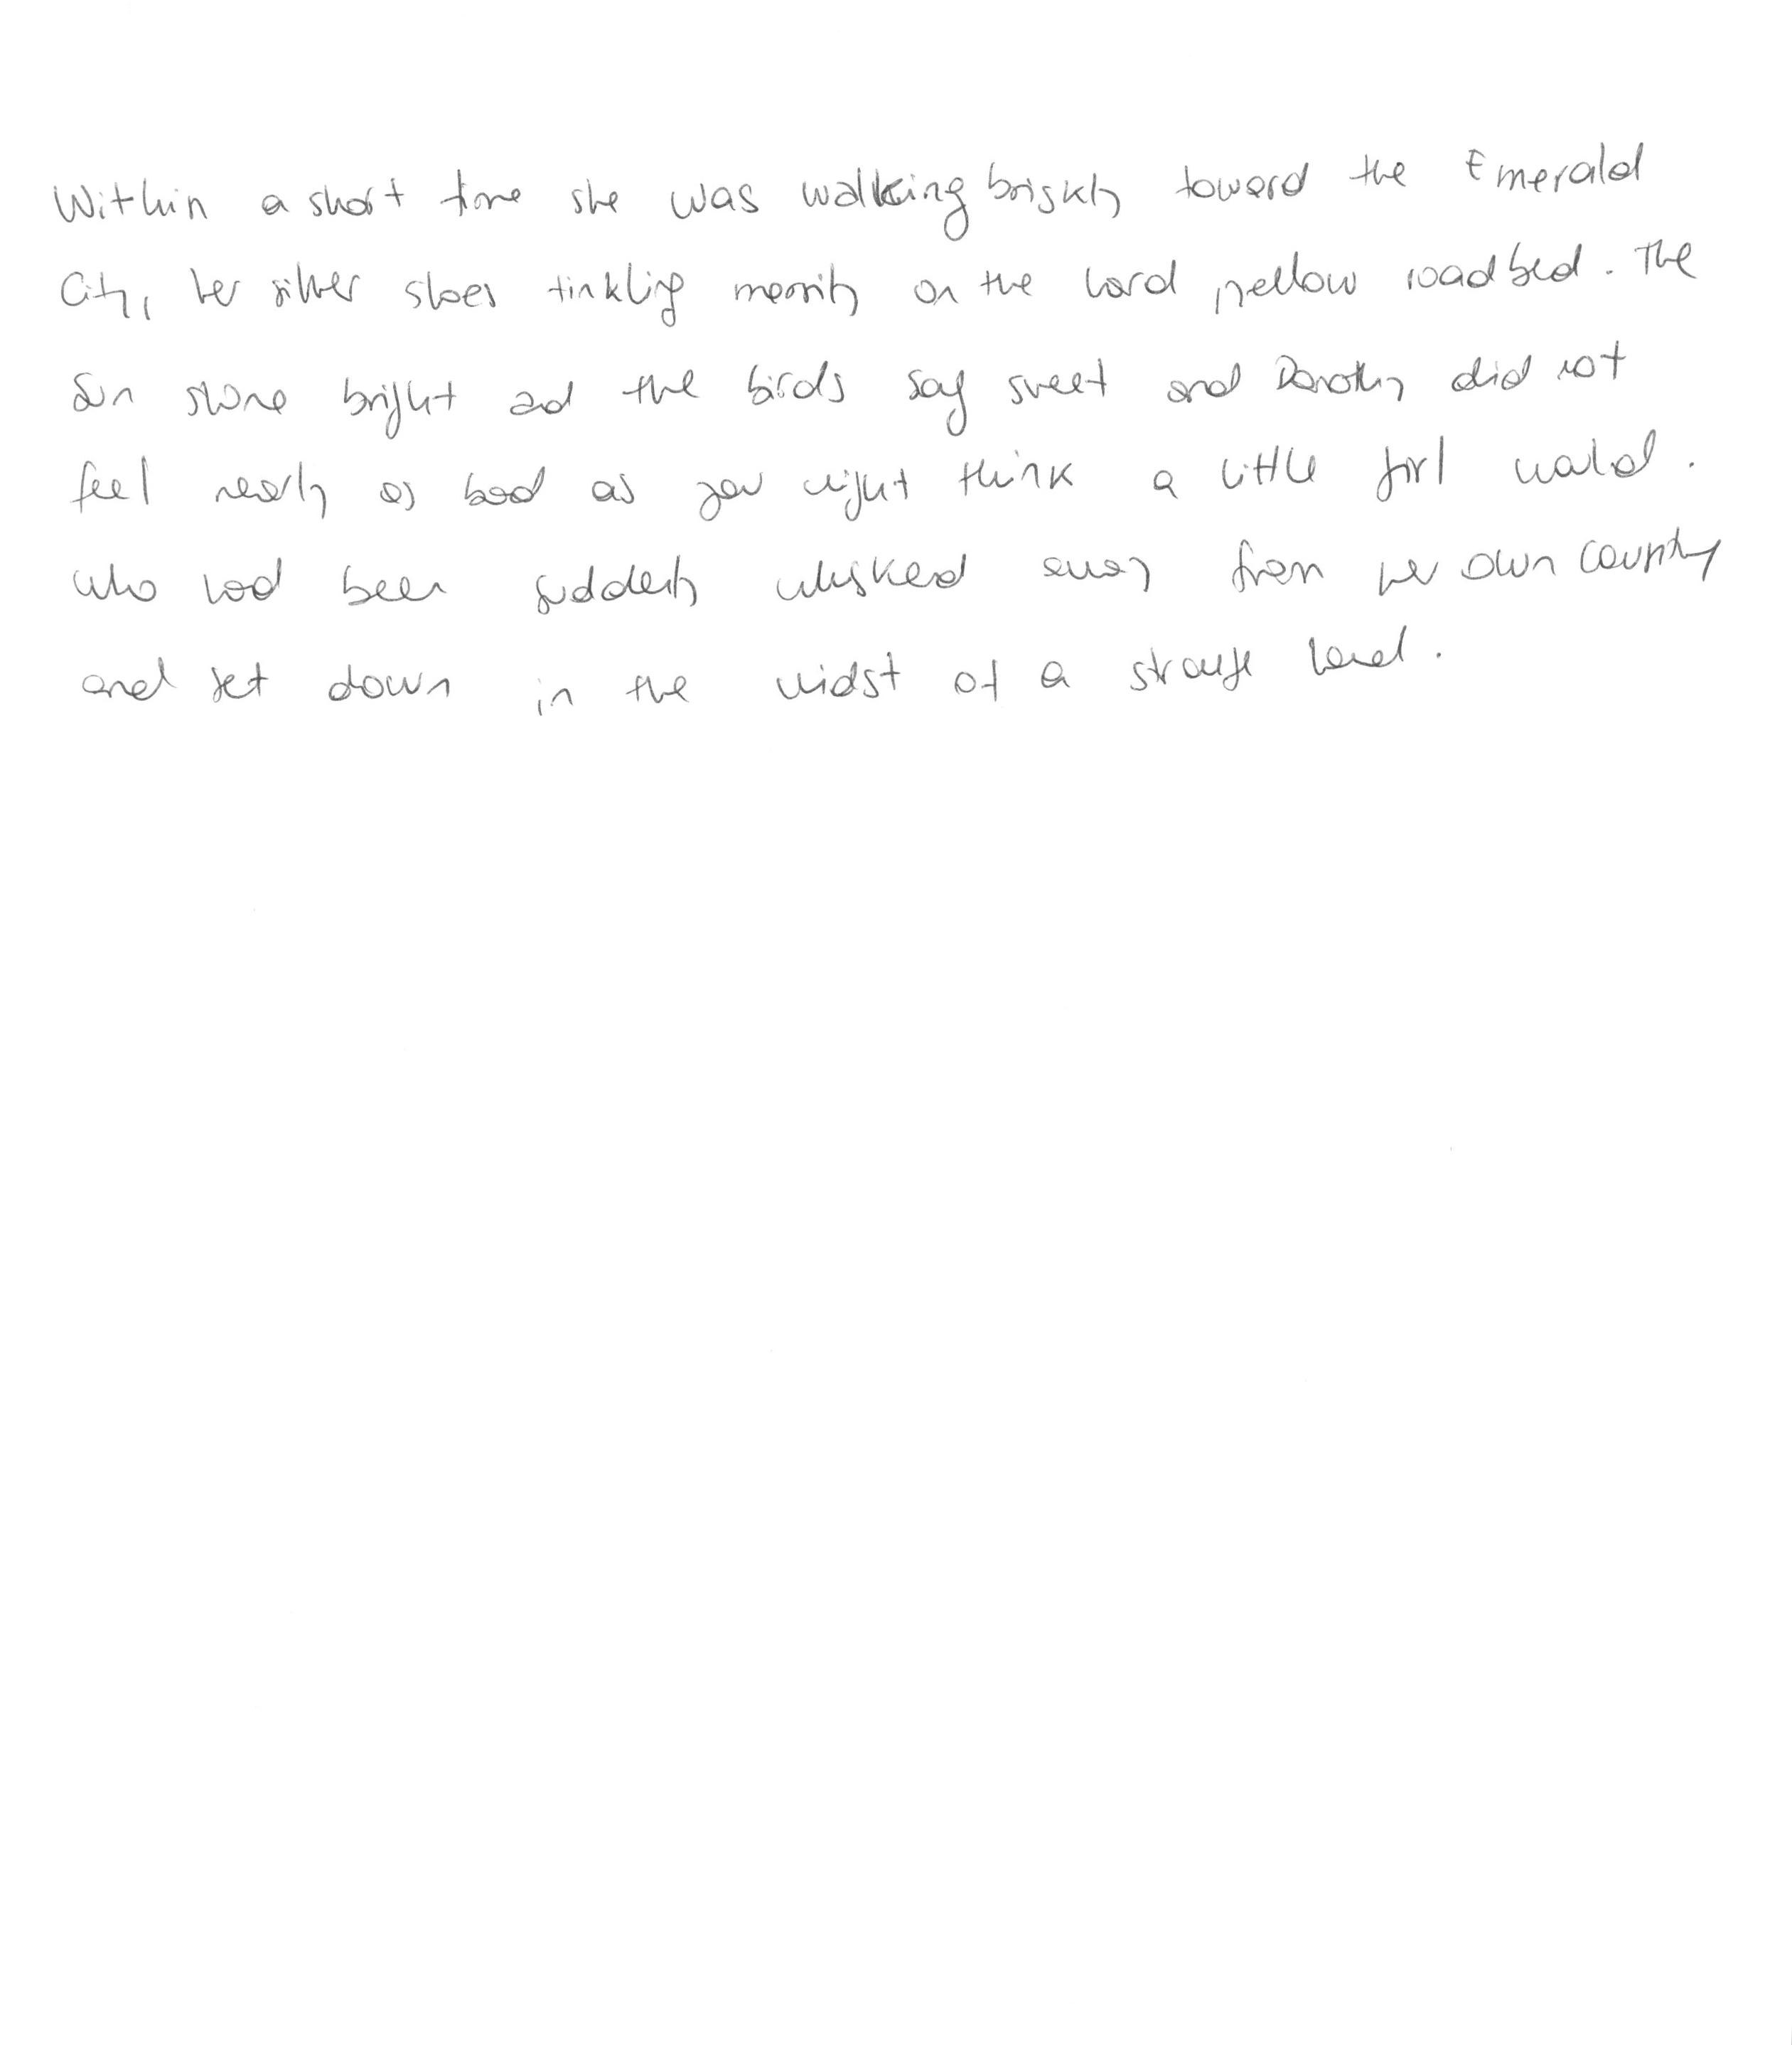 Within a short time she was walking briskly toward the Emerald
City, her silver shoes tinkling merrily on the hard yellow roadbed. The
sun shone bright and the birds sang sweet and Dorothy did not
feel nearly as bad as you might think a little girl would.
who had been suddenly whisked away from her own country
and set down in the midst of a strange land.